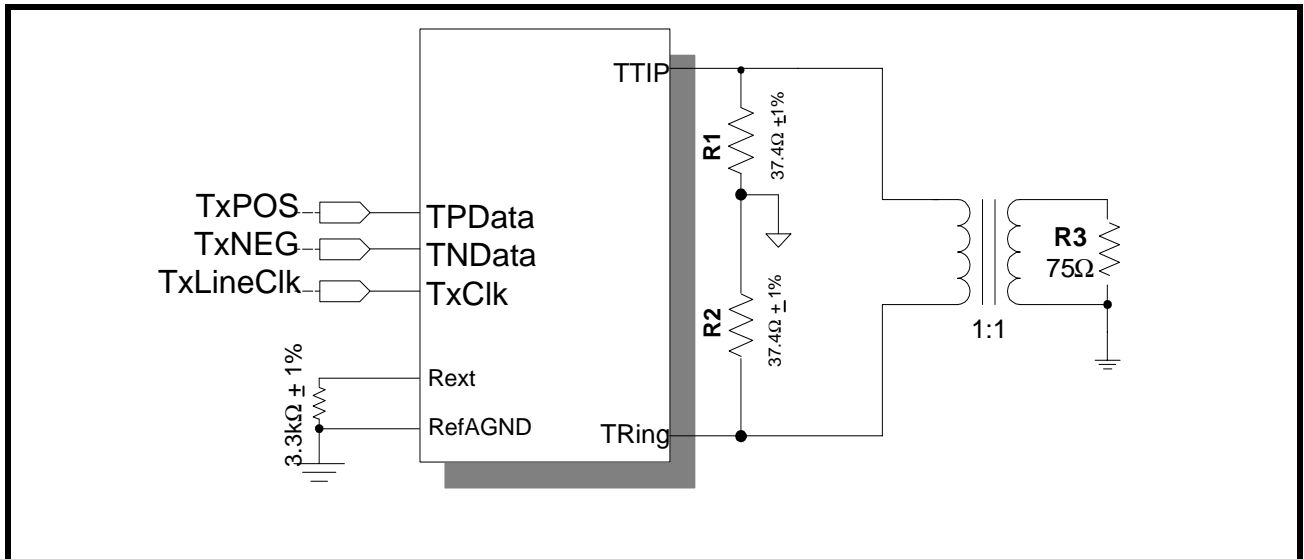 TTIP
R1
37.4Ω ±1%
TxPOS
TPData
TxNEG
TNData
TxLineClk
TxClk
R3
75Ω
R2
37.4Ω ± 1%
1:1
3.3kΩ ± 1%
Rext
RefAGND
TRing